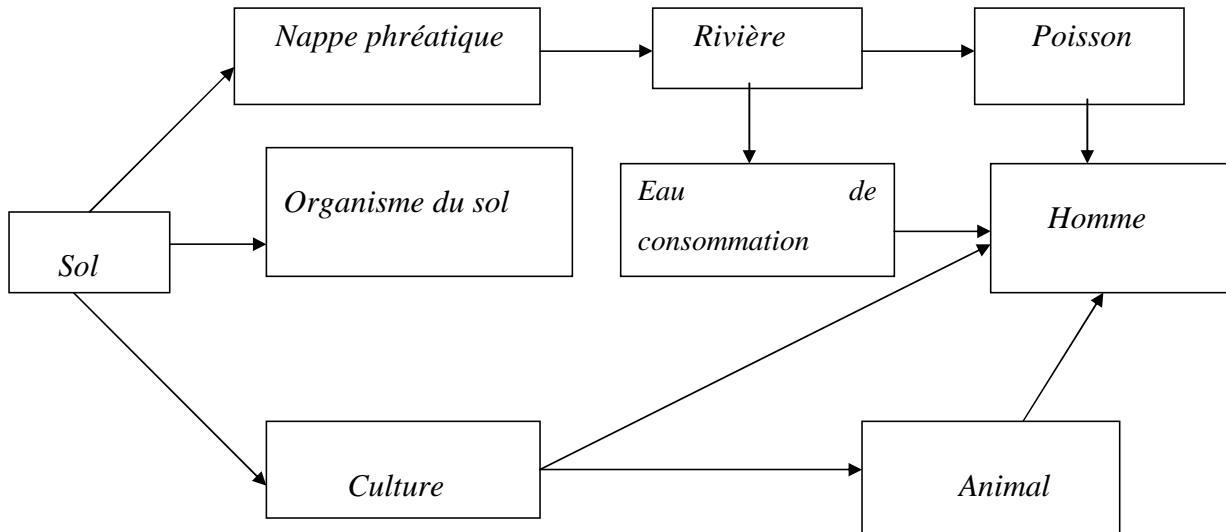 Nappe phréatique
Rivière
Poisson
Organisme du sol
Eau de
consommation
Homme
Sol
Culture
Animal